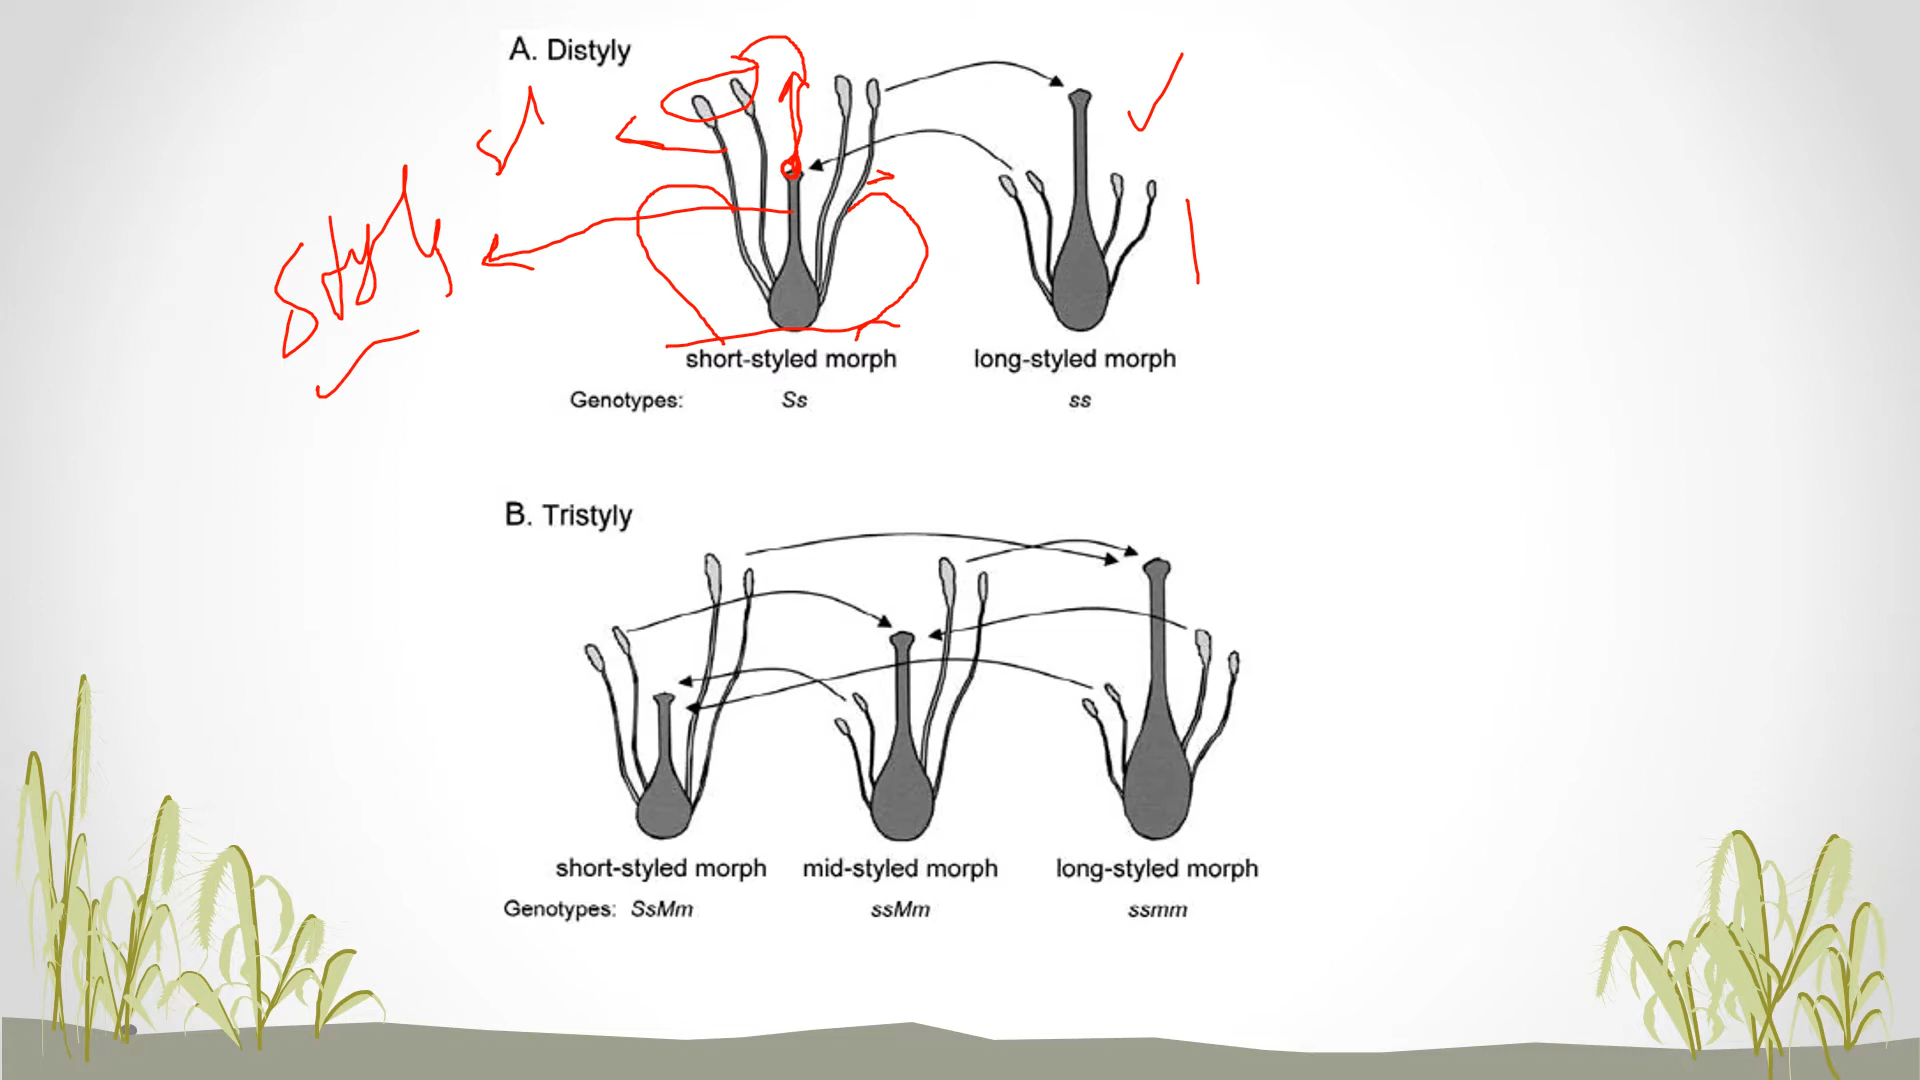 A. Distyly
Style
short-styled morph long-styled morph
Genotypes: Ss ss
B. Tristyly
short-styled morph mid-styled morph long-styled morph
Genotypes: SsMm ssMm ssmm